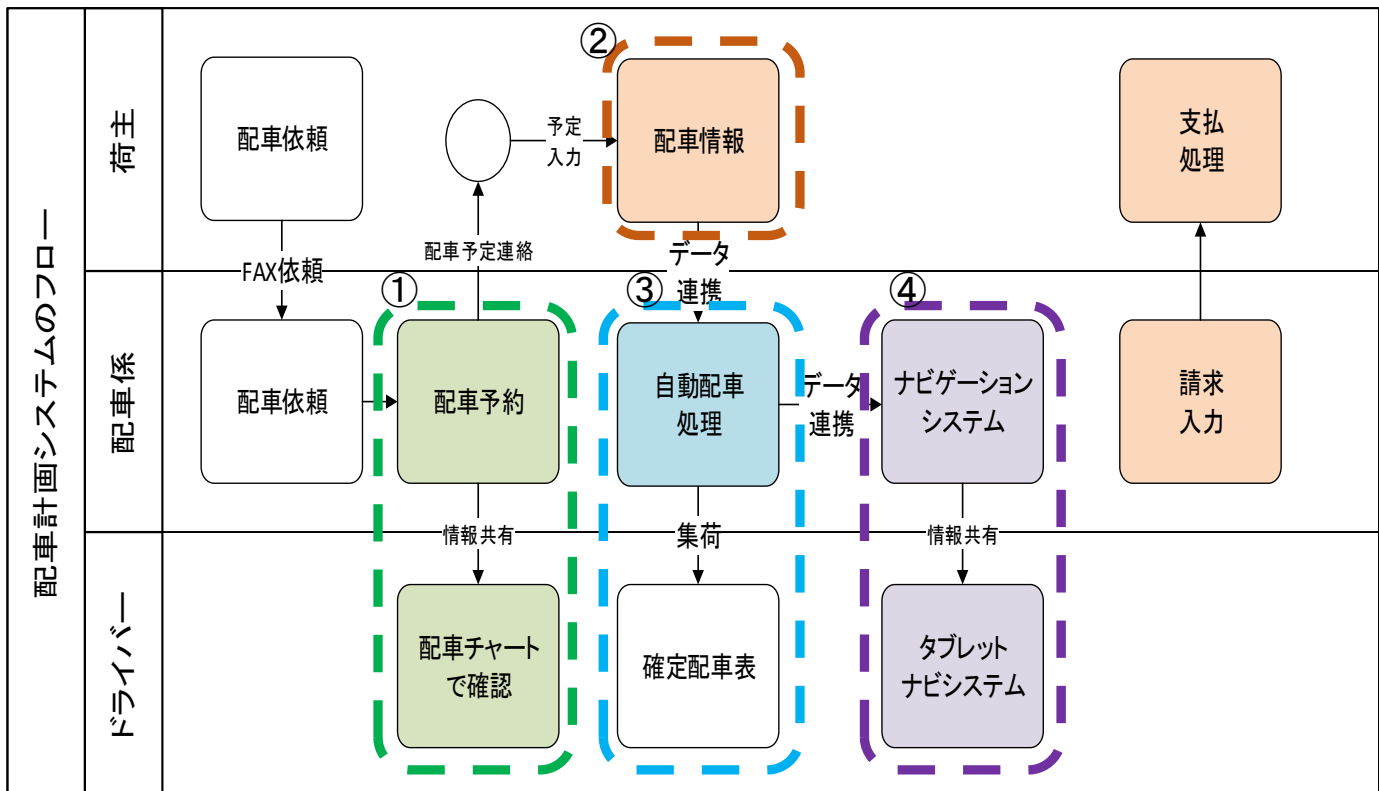 配車計画システムのフロー
荷主
配車係
ドライバー
配車依頼
FAX依頼
配車依頼
①
配車予約
配車予定連絡
予定
入力
②
配車情報
データ
連携
③
自動配車
処理
データ
連携
④
ナビゲーション
システム
支払
処理
請求
入力
情報共有
配車チャート
で確認
集荷
確定配車表
情報共有
タブレット
ナビシステム